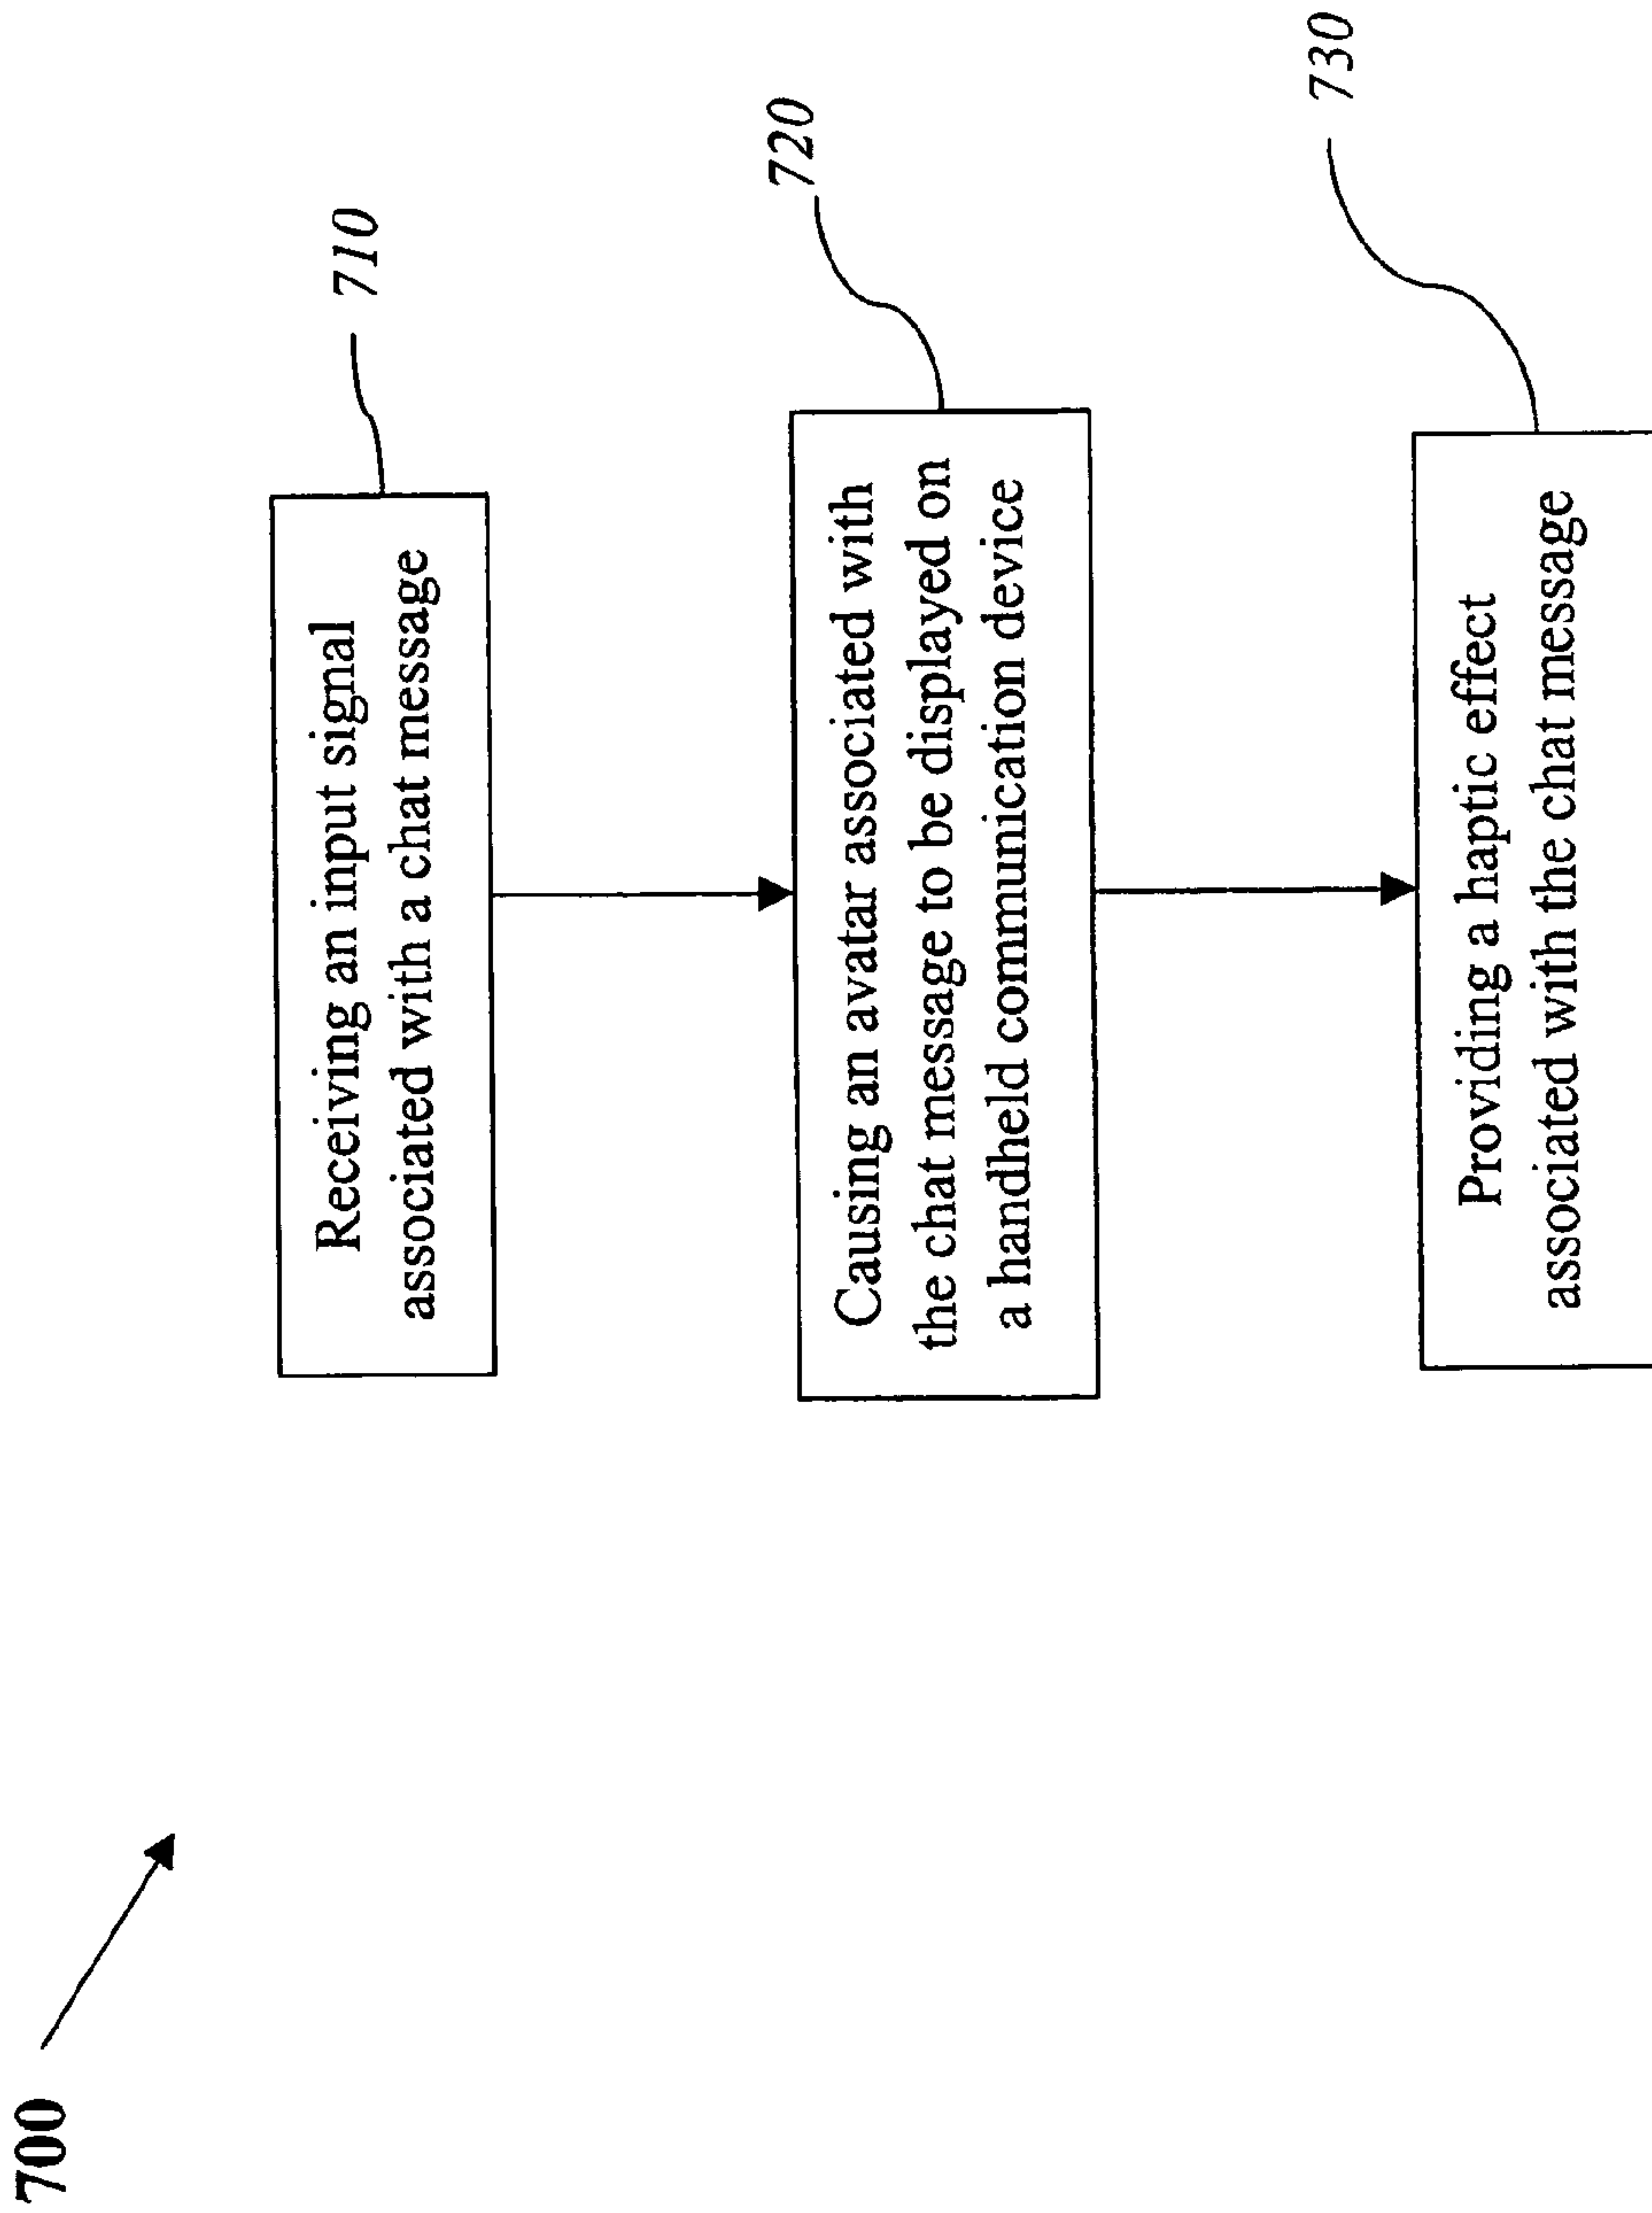 700
Receiving an input signal
associated with a chat message
710
Causing an avatar associated with
the chat message to be displayed on
a handheld communication device
720
Providing a haptic effect
associated with the chat message
730